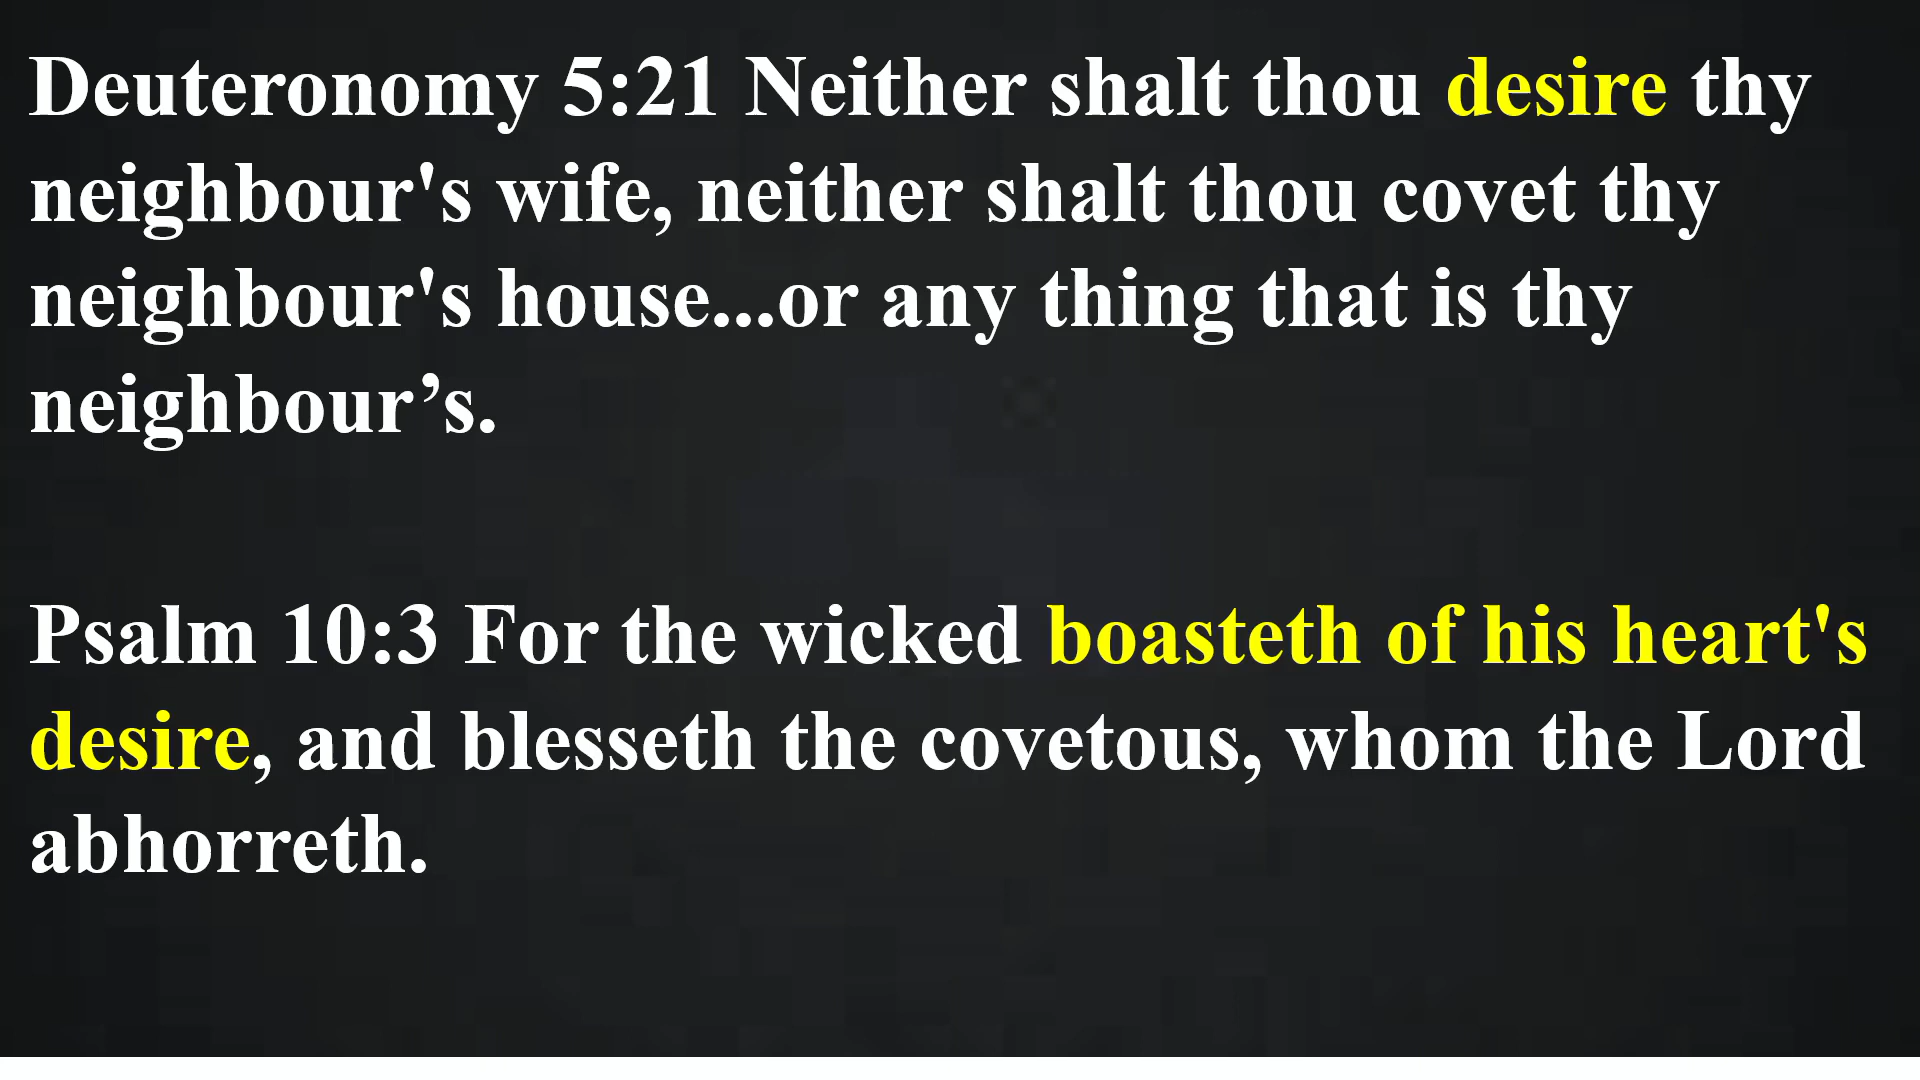 Deuteronomy 5:21 Neither shalt thou desire thy
neighbour's wife, neither shalt thou covet thy
neighbour's house...or any thing that is thy
neighbour’s.
Psalm 10:3 For the wicked boasteth of his heart's
desire, and blesseth the covetous, whom the Lord
abhorreth.